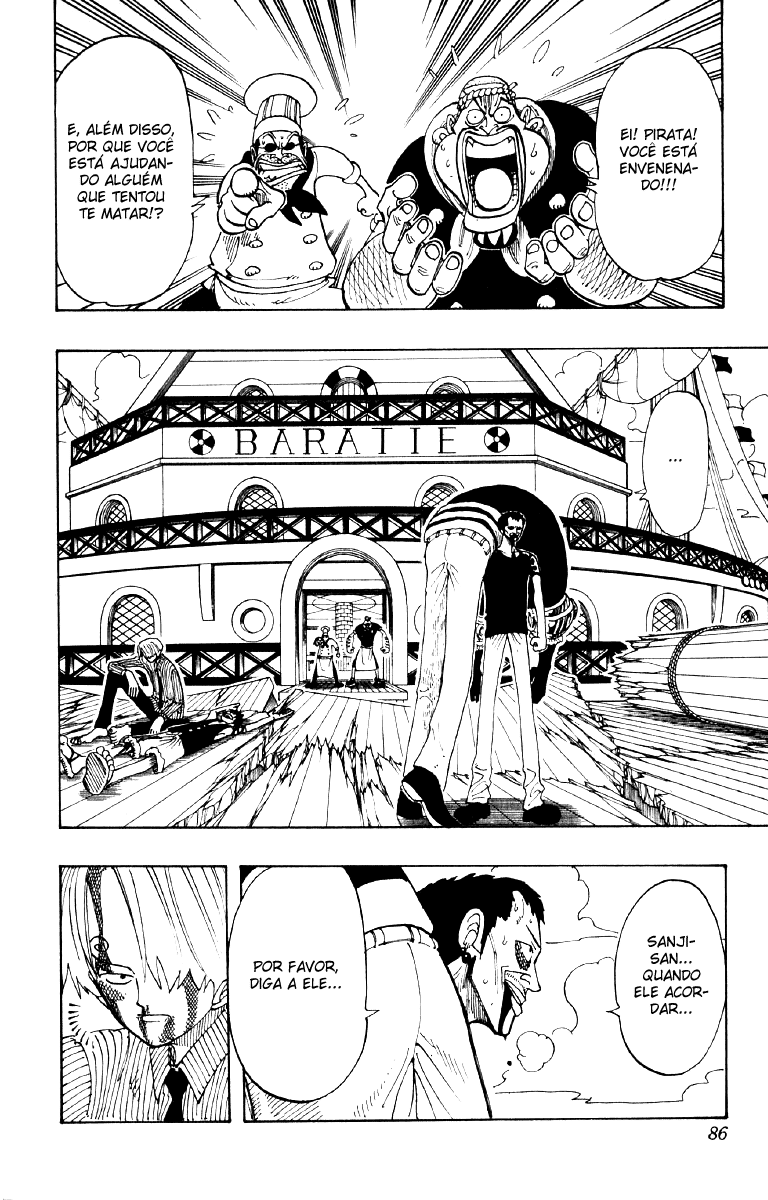 EI! PIRATA!
VOCÊ ESTÁ
ENVENENA-
DO!!!
E, ALÉM DISSO,
POR QUE VOCÊ
ESTÁ AJUDAN-
DO ALGUÉM
QUE TENTOU
TE MATAR!?
BARATIE
...
SANJI-
SAN...
QUANDO
ELE ACOR-
DAR...
POR FAVOR,
DIGA A ELE...
86